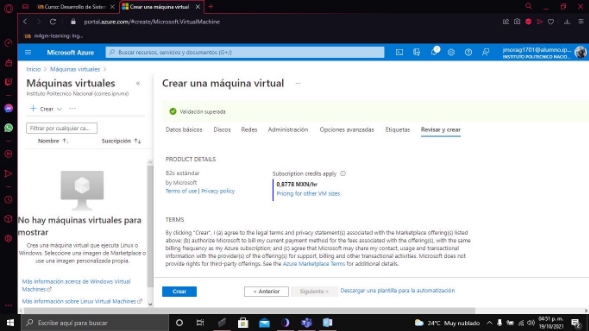 Curso: Desarrollo de Sistem
Crear una máquina virtual
portal.azure.com/#create/Microsoft.VirtualMachine
Microsoft Azure
Buscar recursos, servicios y documentos (G+/)
jmorag1701@alumno.ip...
INSTITUTO POLITECNICO NACIO...
Inicio > Máquinas virtuales >
Máquinas virtuales
Instituto Politecnico Nacional (correo.ipn.mx)
+ Crear
Filtrar por cualquier ca...
Nombre ↑↓ Suscripción ↑↓
No hay máquinas virtuales para
mostrar
Cree una máquina virtual que ejecuta Linux o
Windows. Seleccione una imagen de Marketplace o
use una imagen personalizada propia.
Más información acerca de Windows Virtual
Machines
Más información sobre Linux Virtual Machines
Crear una máquina virtual ...
Validación superada
Datos básicos Discos Redes Administración Opciones avanzadas Etiquetas Revisar y crear
PRODUCT DETAILS
B2s estándar
by Microsoft
Terms of use | Privacy policy
Subscription credits apply
0,8778 MXN/hr
Pricing for other VM sizes
TERMS
By clicking "Crear", I (a) agree to the legal terms and privacy statement(s) associated with the Marketplace offering(s) listed
above; (b) authorize Microsoft to bill my current payment method for the fees associated with the offering(s), with the same
billing frequency as my Azure subscription; and (c) agree that Microsoft may share my contact, usage and transactional
information with the provider(s) of the offering(s) for support, billing and other transactional activities. Microsoft does not
provide rights for third-party offerings. See the Azure Marketplace Terms for additional details.
Crear < Anterior Siguiente > Descargar una plantilla para la automatización
Escribe aquí para buscar
24°C Muy nublado
04:51 p. m.
19/10/2021